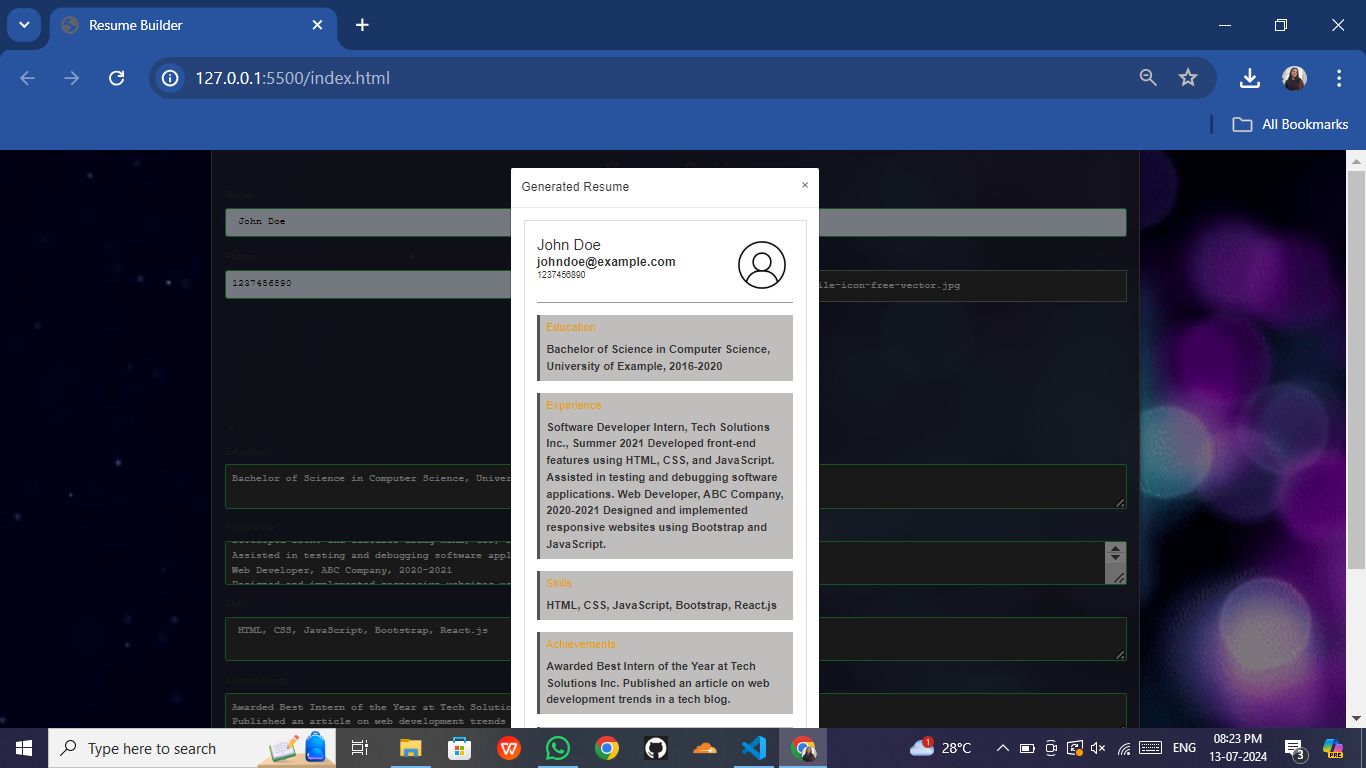 Resume Builder
127.0.0.1:5500/index.html
All Bookmarks
Name:
John Doe
Phone:
1237456890
ile-icon-free-vector.jpg
Education:
Bachelor of Science in Computer Science, Univer
Experience:
Assisted in testing and debugging software appl
Web Developer, ABC Company, 2020-2021
Skills:
HTML, CSS, JavaScript, Bootstrap, React.js
Achievements:
Awarded Best Intern of the Year at Tech Solutio
Published an article on web development trends
Generated Resume
×
John Doe
johndoe@example.com
1237456890
Education
Bachelor of Science in Computer Science,
University of Example, 2016-2020
Experience
Software Developer Intern, Tech Solutions
Inc., Summer 2021 Developed front-end
features using HTML, CSS, and JavaScript.
Assisted in testing and debugging software
applications. Web Developer, ABC Company,
2020-2021 Designed and implemented
responsive websites using Bootstrap and
JavaScript.
Skills
HTML, CSS, JavaScript, Bootstrap, React.js
Achievements
Awarded Best Intern of the Year at Tech
Solutions Inc. Published an article on web
development trends in a tech blog.
Type here to search
W
1
28°C
ENG
08:23 PM
13-07-2024
3
PRE